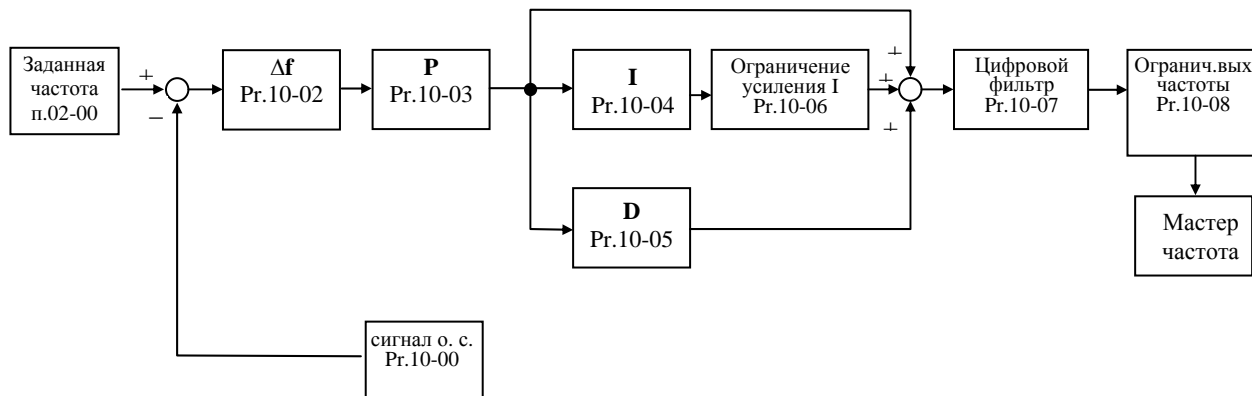 Заданная
частота
п.02-00
+
−
Δf
Pr.10-02
P
Pr.10-03
I
Pr.10-04
Ограничение
усиления I
Pr.10-06
+
+
+
Цифровой
фильтр
Pr.10-07
Огранич.вых
частоты
Pr.10-08
D
Pr.10-05
Мастер
частота
сигнал о. с.
Pr.10-00